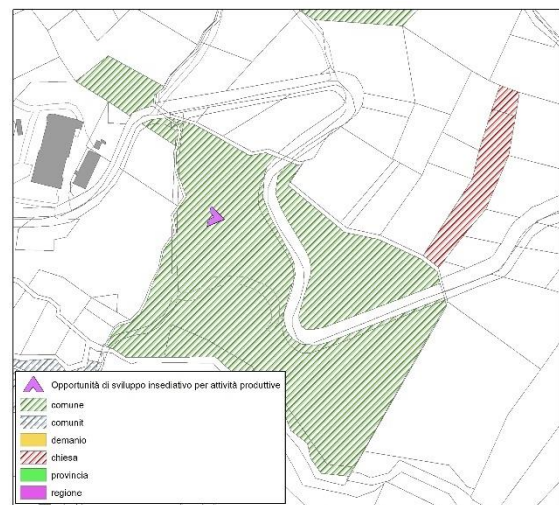 Opportunità di sviluppo insediativo per attività produttive
comune
comunit
demanio
chiesa
provincia
regione